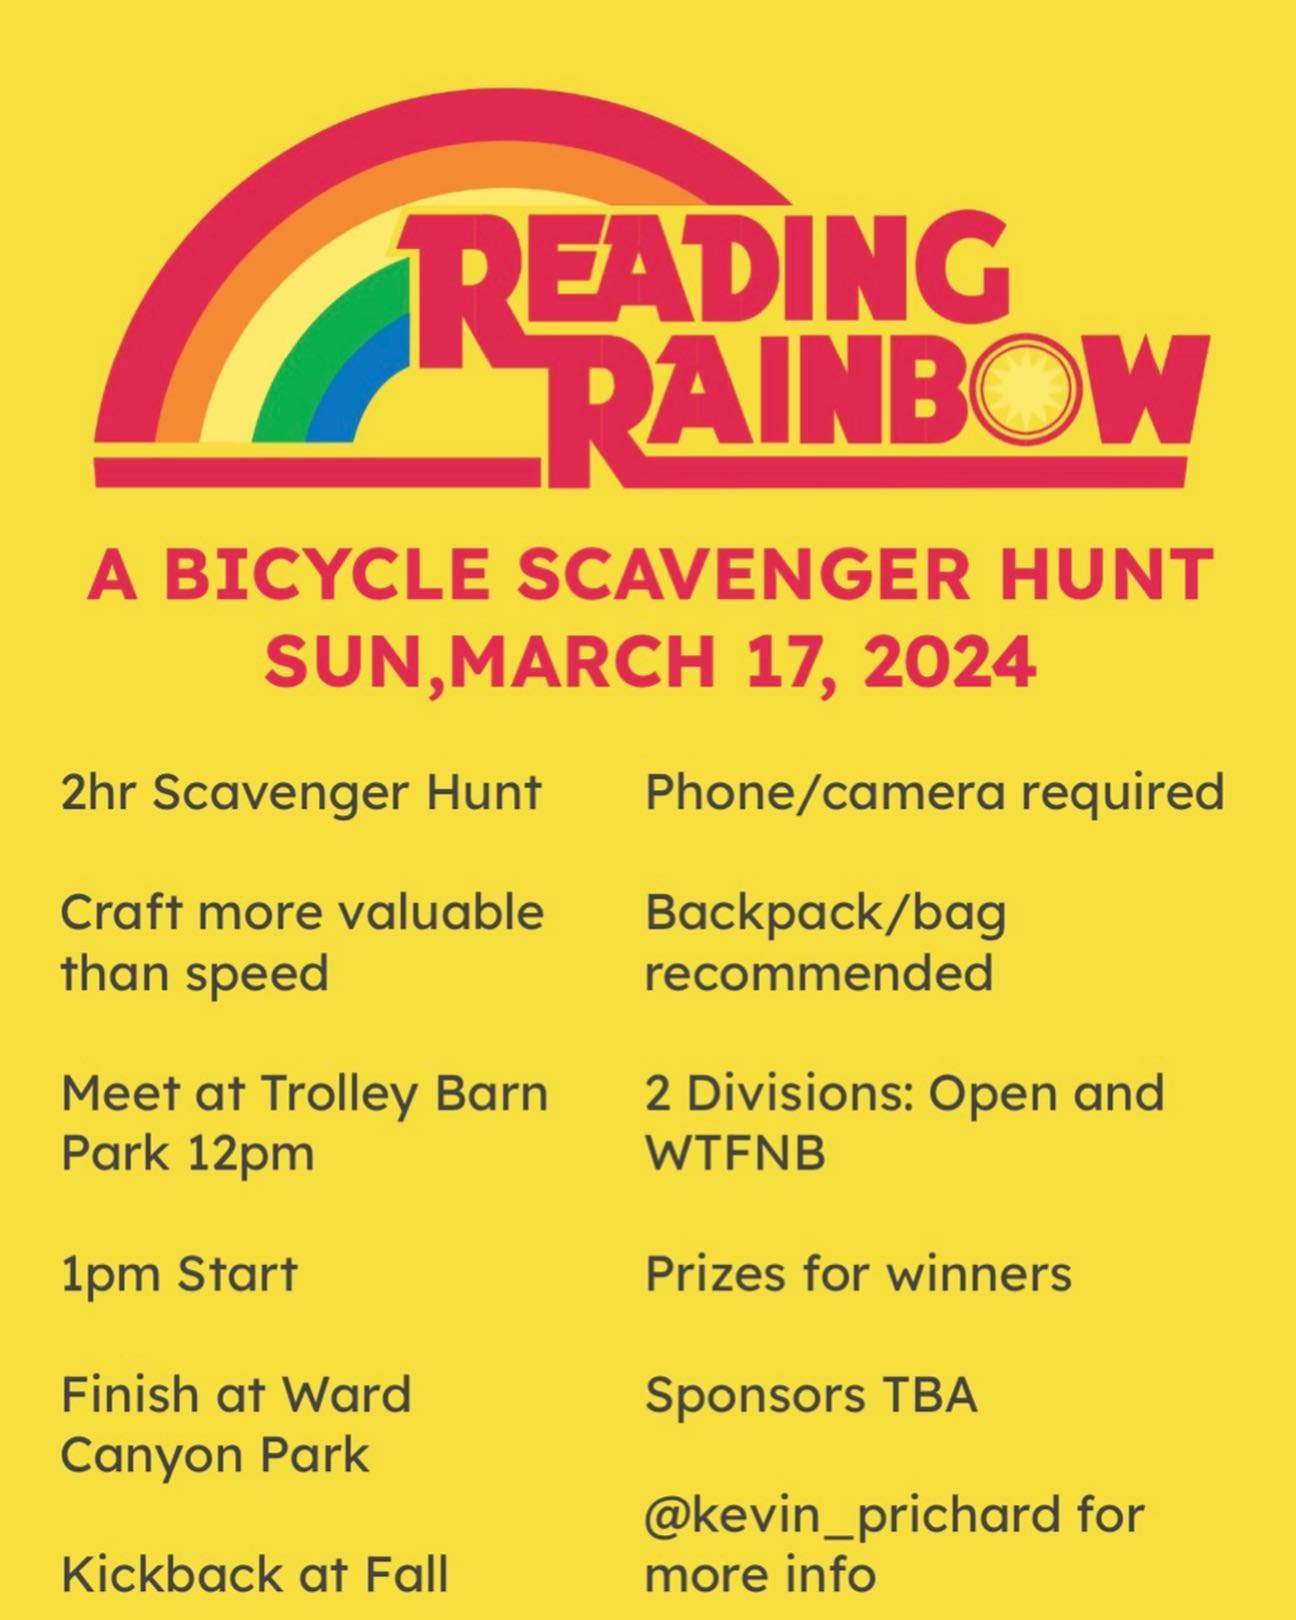 READING
RAINBOW
A BICYCLE SCAVENGER HUNT
SUN,MARCH 17, 2024
2hr Scavenger Hunt
Craft more valuable
than speed
Meet at Trolley Barn
Park 12pm
1pm Start
Finish at Ward
Canyon Park
Kickback at Fall
Phone/camera required
Backpack/bag
recommended
2 Divisions: Open and
WTFNB
Prizes for winners
Sponsors TBA
@kevin_prichard for
more info